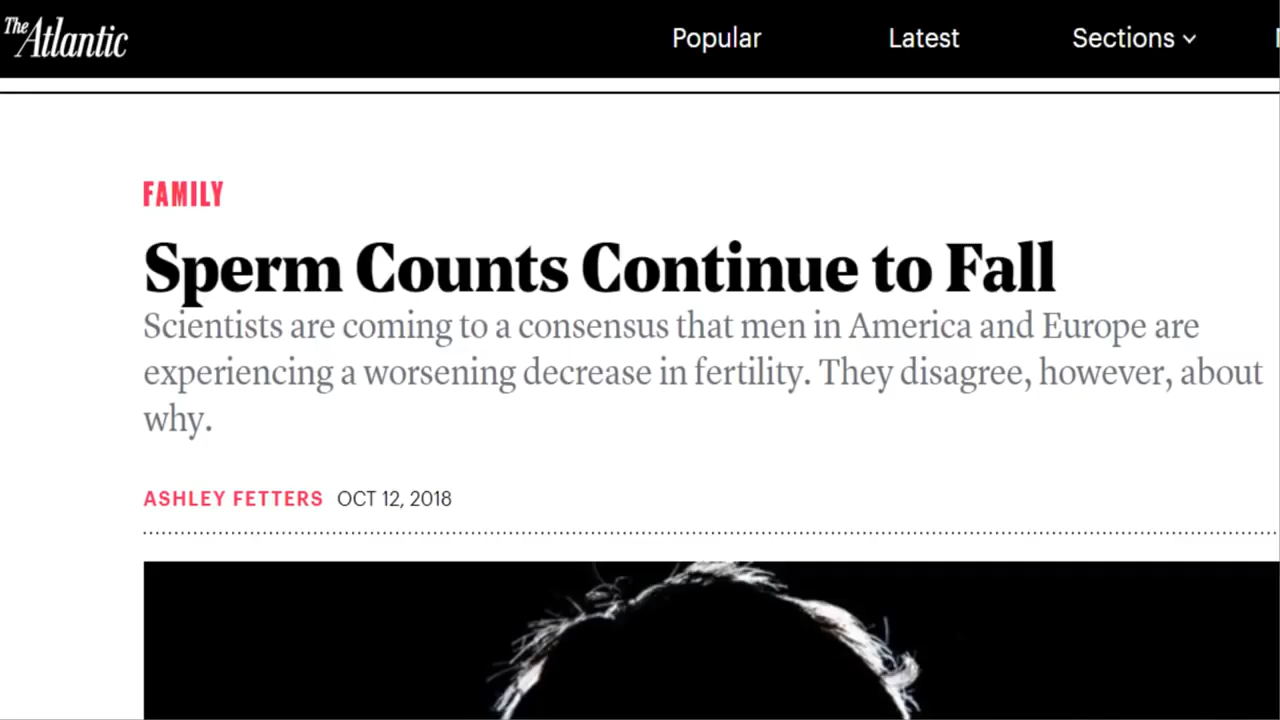 The Atlantic
Popular Latest Sections
FAMILY
Sperm Counts Continue to Fall
Scientists are coming to a consensus that men in America and Europe are
experiencing a worsening decrease in fertility. They disagree, however, about
why.
ASHLEY FETTERS OCT 12, 2018